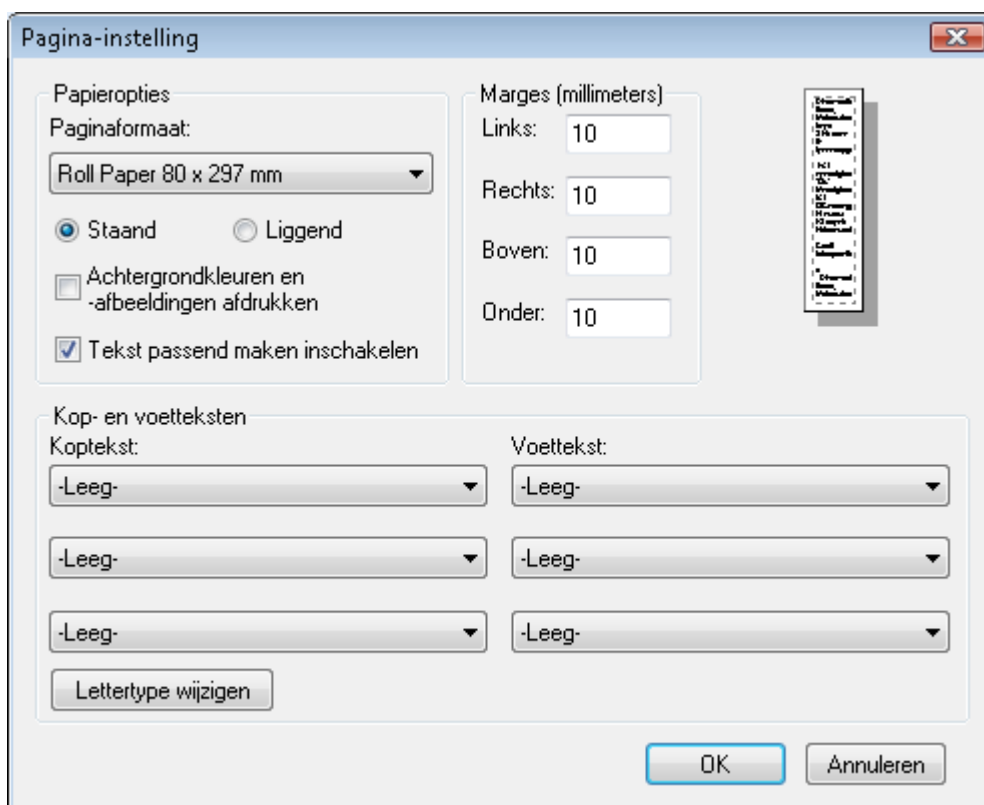 Pagina-instelling
Papieropties
Paginaformaat:
Roll Paper 80 x 297 mm
Staand
Liggend
Achtergrondkleuren en
-afbeeldingen afdrukken
Tekst passend maken inschakelen
Marges (millimeters)
Links: 10
Rechts: 10
Boven: 10
Onder: 10
Kop- en voetteksten
Koptekst:
Voettekst:
-Leeg-
-Leeg-
-Leeg-
-Leeg-
-Leeg-
-Leeg-
Lettertype wijzigen
OK
Annuleren